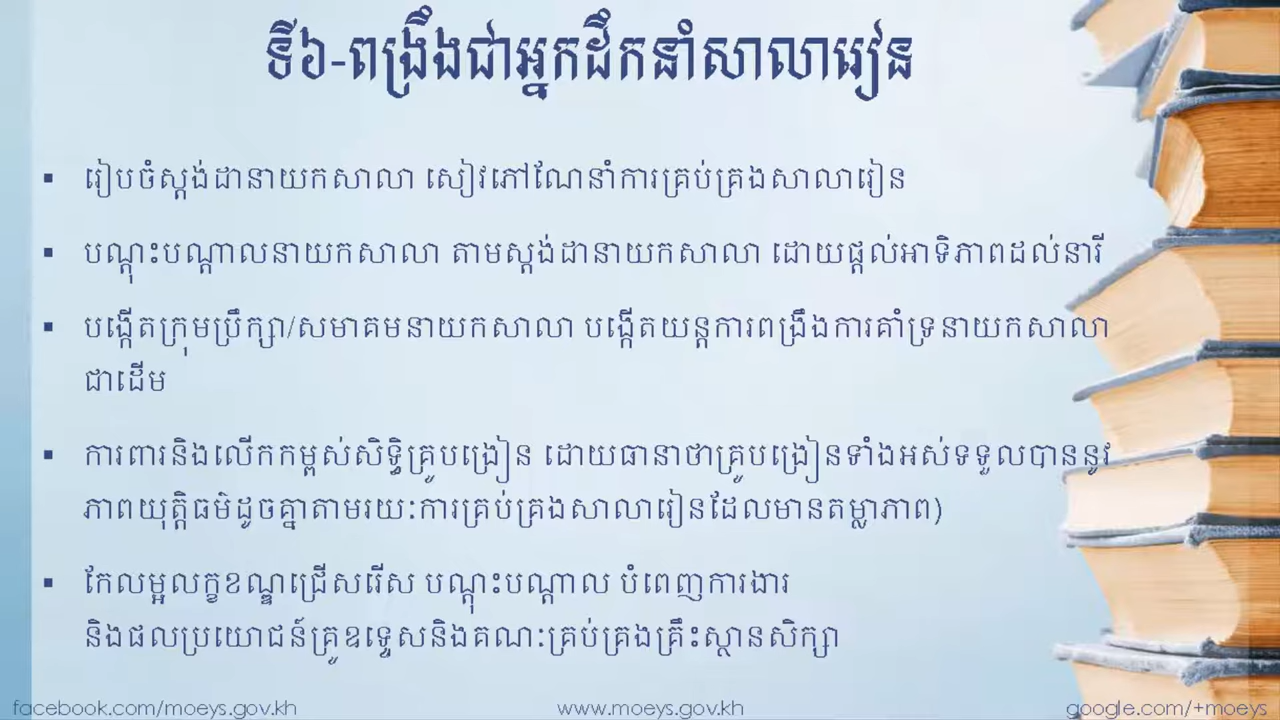 ទី៦-ពង្រឹងជាអ្នកដឹកនាំសាលារៀន
▪ រៀបចំស្តង់ដានាយកសាលា សៀវភៅណែនាំការគ្រប់គ្រងសាលារៀន
▪ បណ្តុះបណ្តាលនាយកសាលា តាមស្តង់ដានាយកសាលា ដោយផ្តល់អាទិភាពដល់នារី
▪ បង្កើតក្រុមប្រឹក្សា/សមាគមនាយកសាលា បង្កើតយន្តការពង្រឹងការគាំទ្រនាយកសាលា
ជាដើម
▪ ការពារនិងលើកកម្ពស់សិទ្ធិគ្រូបង្រៀន ដោយធានាថាគ្រូបង្រៀនទាំងអស់ទទួលបាននូវ
ភាពយុត្តិធម៌ដូចគ្នាតាមរយៈការគ្រប់គ្រងសាលារៀនដែលមានតម្លាភាព)
▪ កែលម្អលក្ខខណ្ឌជ្រើសរើស បណ្តុះបណ្តាល បំពេញការងារ
និងផលប្រយោជន៍គ្រូឧទ្ទេសនិងគណៈគ្រប់គ្រងគ្រឹះស្ថានសិក្សា
facebook.com/moeys.gov.kh www.moeys.gov.kh google.com/+moeys